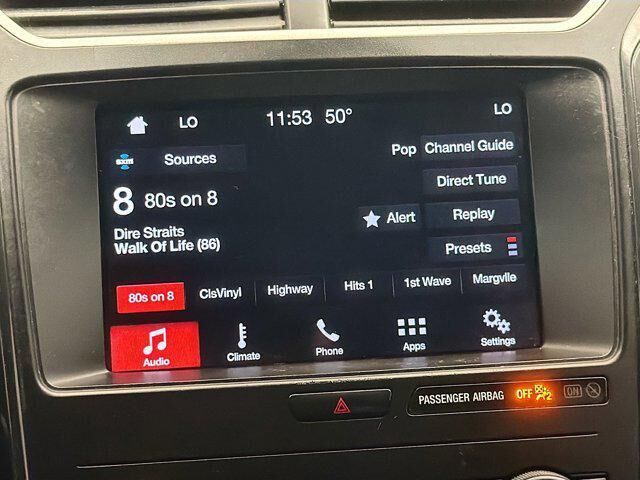 LO 11:53 50° LO
sxm Sources
Pop Channel Guide
8 80s on 8
Direct Tune
Dire Straits
Walk Of Life (86)
Alert Replay
Presets
80s on 8 ClsVinyl Highway Hits 1 1st Wave Margvlle
Audio Climate Phone Apps Settings
PASSENGER AIRBAG OFF 2 ON